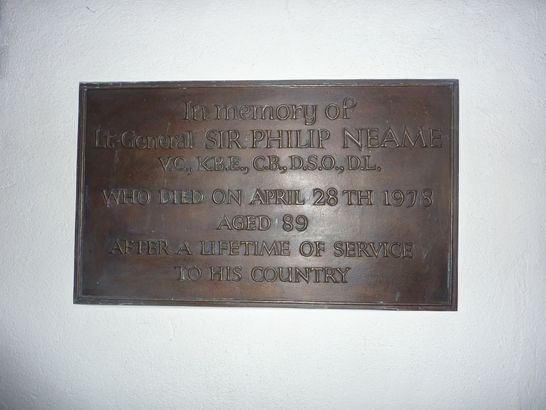 In memory of
Lt-General SIR PHILIP NEAME
V.C., K.B.E., C.B., D.S.O., D.L.
WHO DIED ON APRIL 28TH 1978
AGED 89
AFTER A LIFETIME OF SERVICE
TO HIS COUNTRY